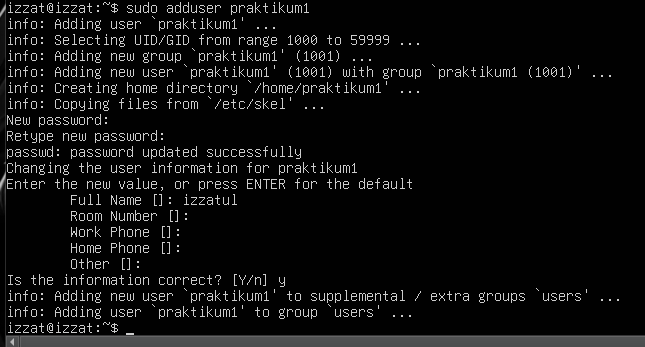 izzat@izzat:~$ sudo adduser praktikum1
info: Adding user `praktikum1' ...
info: Selecting UID/GID from range 1000 to 59999 ...
info: Adding new group `praktikum1' (1001) ...
info: Adding new user `praktikum1' (1001) with group `praktikum1 (1001)' ...
info: Creating home directory `/home/praktikum1' ...
info: Copying files from `/etc/skel' ...
New password:
Retype new password:
passwd: password updated successfully
Changing the user information for praktikum1
Enter the new value, or press ENTER for the default
Full Name []: izzatul
Room Number []:
Work Phone []:
Home Phone []:
Other []:
Is the information correct? [Y/n] y
info: Adding new user `praktikum1' to supplemental / extra groups `users' ...
info: Adding user `praktikum1' to group `users' ...
izzat@izzat:~$ _